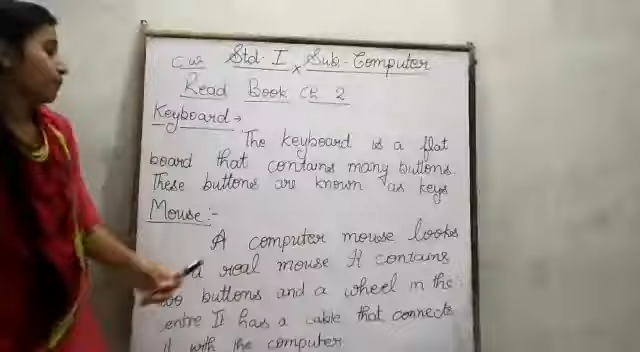 C.W Std. I Sub-Computer
Read Book Ch 2
Keyboard →
The keyboard is a flat
board that contains many buttons.
These buttons are known as keys
Mouse:-
A computer mouse lookes
a real mouse It contains
buttons and a wheel in the
entre It has a cable that connects
it with the computer